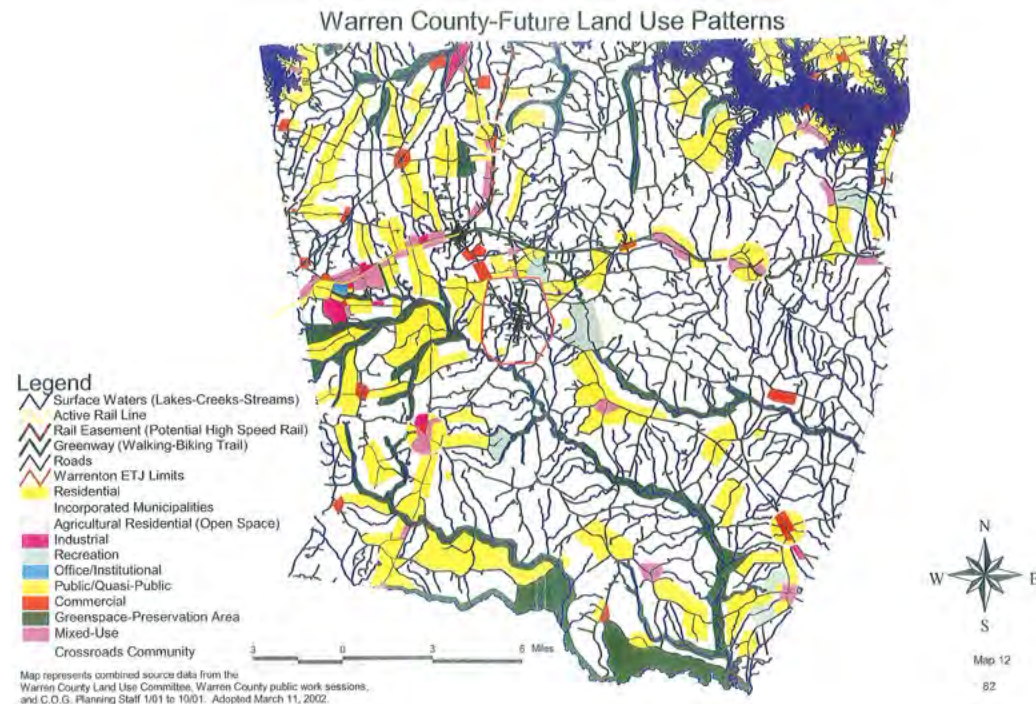 Warren County-Future Land Use Patterns
Legend
Surface Waters (Lakes-Creeks-Streams)
Active Rail Line
Rail Easement (Potential High Speed Rail)
Greenway (Walking-Biking Trail)
Roads
Warrenton ETJ Limits
Residential
Incorporated Municipalities
Agricultural Residential (Open Space)
Industrial
Recreation
Office/Institutional
Public/Quasi-Public
Commercial
Greenspace-Preservation Area
Mixed-Use
Crossroads Community
3 0 3 6 Miles
Map represents combined source data from the
Warren County Land Use Committee, Warren County public work sessions,
and C.O.G. Planning Staff 1/01 to 10/01. Adopted March 11, 2002.
N
W E
S
Map 12
82